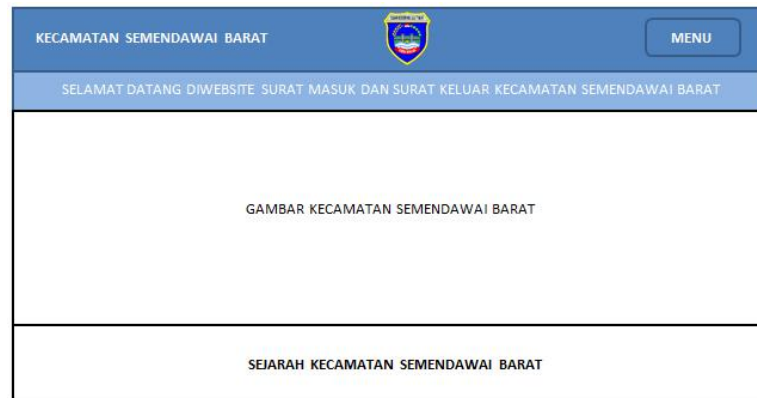 KECAMATAN SEMENDAWAI BARAT
MENU
SELAMAT DATANG DIWEBSITE SURAT MASUK DAN SURAT KELUAR KECAMATAN SEMENDAWAI BARAT
GAMBAR KECAMATAN SEMENDAWAI BARAT
SEJARAH KECAMATAN SEMENDAWAI BARAT